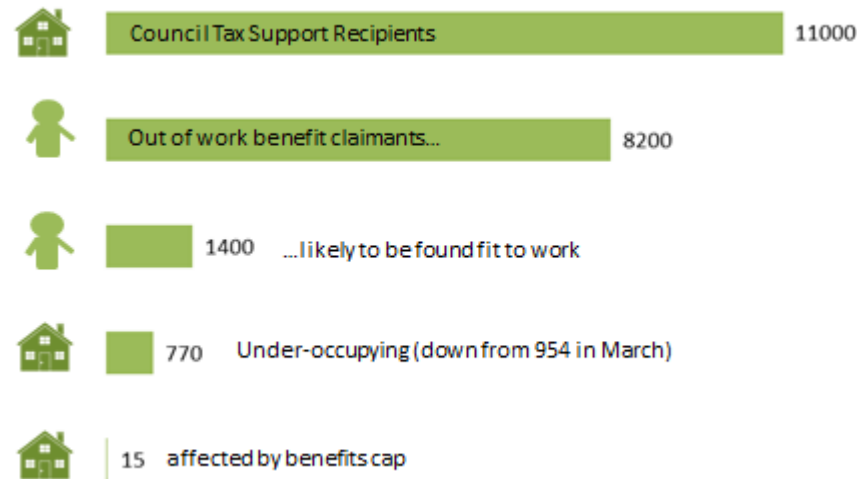 Council Tax Support Recipients 11000
Out of work benefit claimants... 8200
1400 ...likely to be found fit to work
770 Under-occupying (down from 954 in March)
15 affected by benefits cap